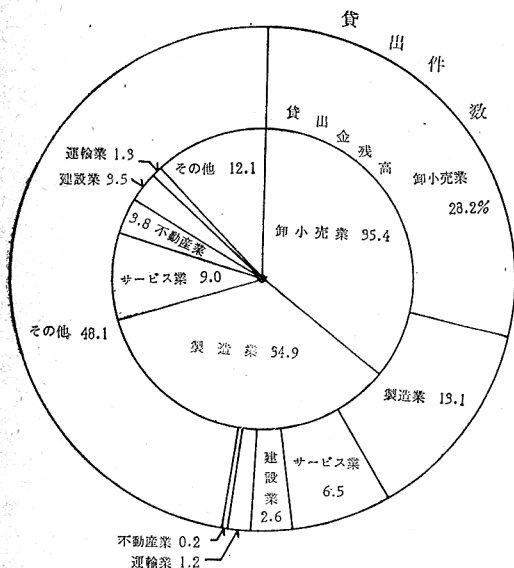 貸出件数
貸出金残高
卸小売業
28.2%
卸小売業 35.4
その他 12.1
運輸業 1.3
建設業 3.5
3.8 不動産業
サービス業 9.0
その他 48.1
製造業 34.9
製造業 13.1
サービス業
6.5
建設業
2.6
不動産業 0.2
運輸業 1.2